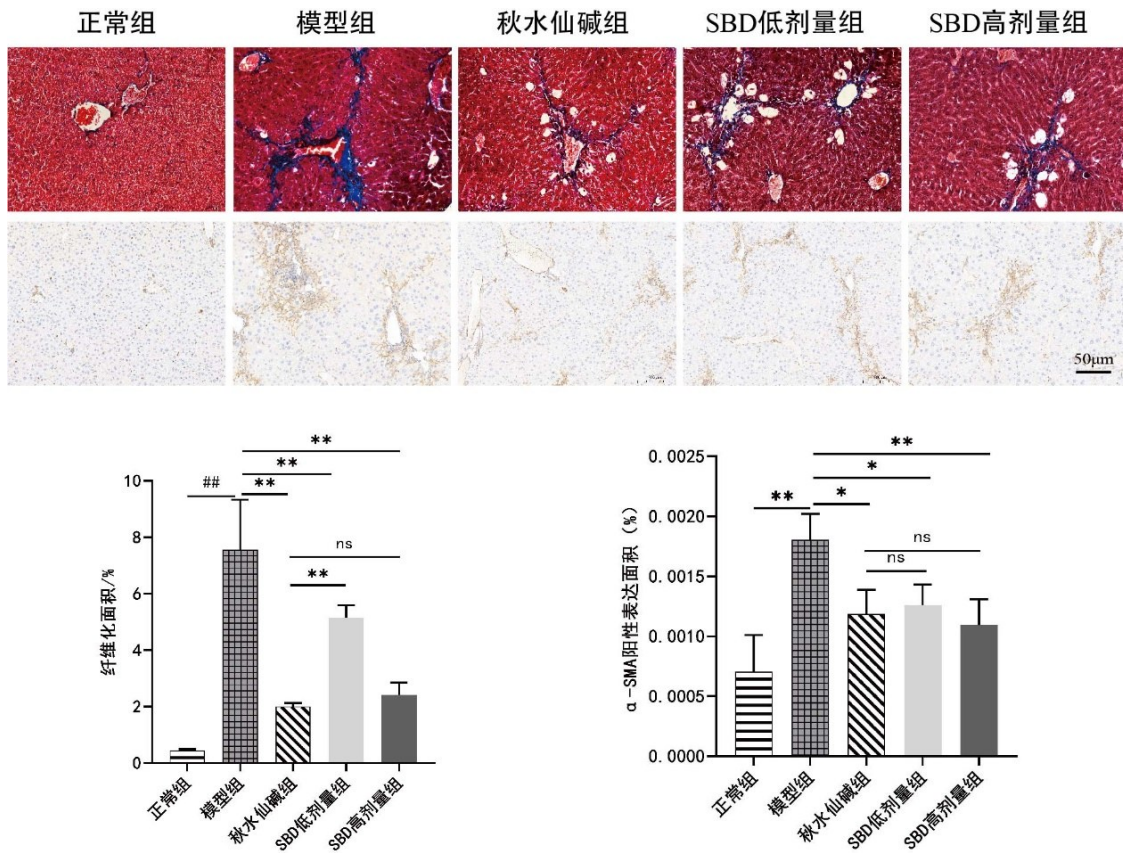 正常组 模型组 秋水仙碱组 SBD低剂量组 SBD高剂量组
50μm
纤维化面积/%
10
8
6
4
2
0
##
**
**
**
**
ns
正常组
模型组
秋水仙碱组
SBD低剂量组
SBD高剂量组
α-SMA阳性表达面积 (%)
0.0025
0.0020
0.0015
0.0010
0.0005
0.0000
**
*
*
**
ns
ns
正常组
模型组
秋水仙碱组
SBD低剂量组
SBD高剂量组